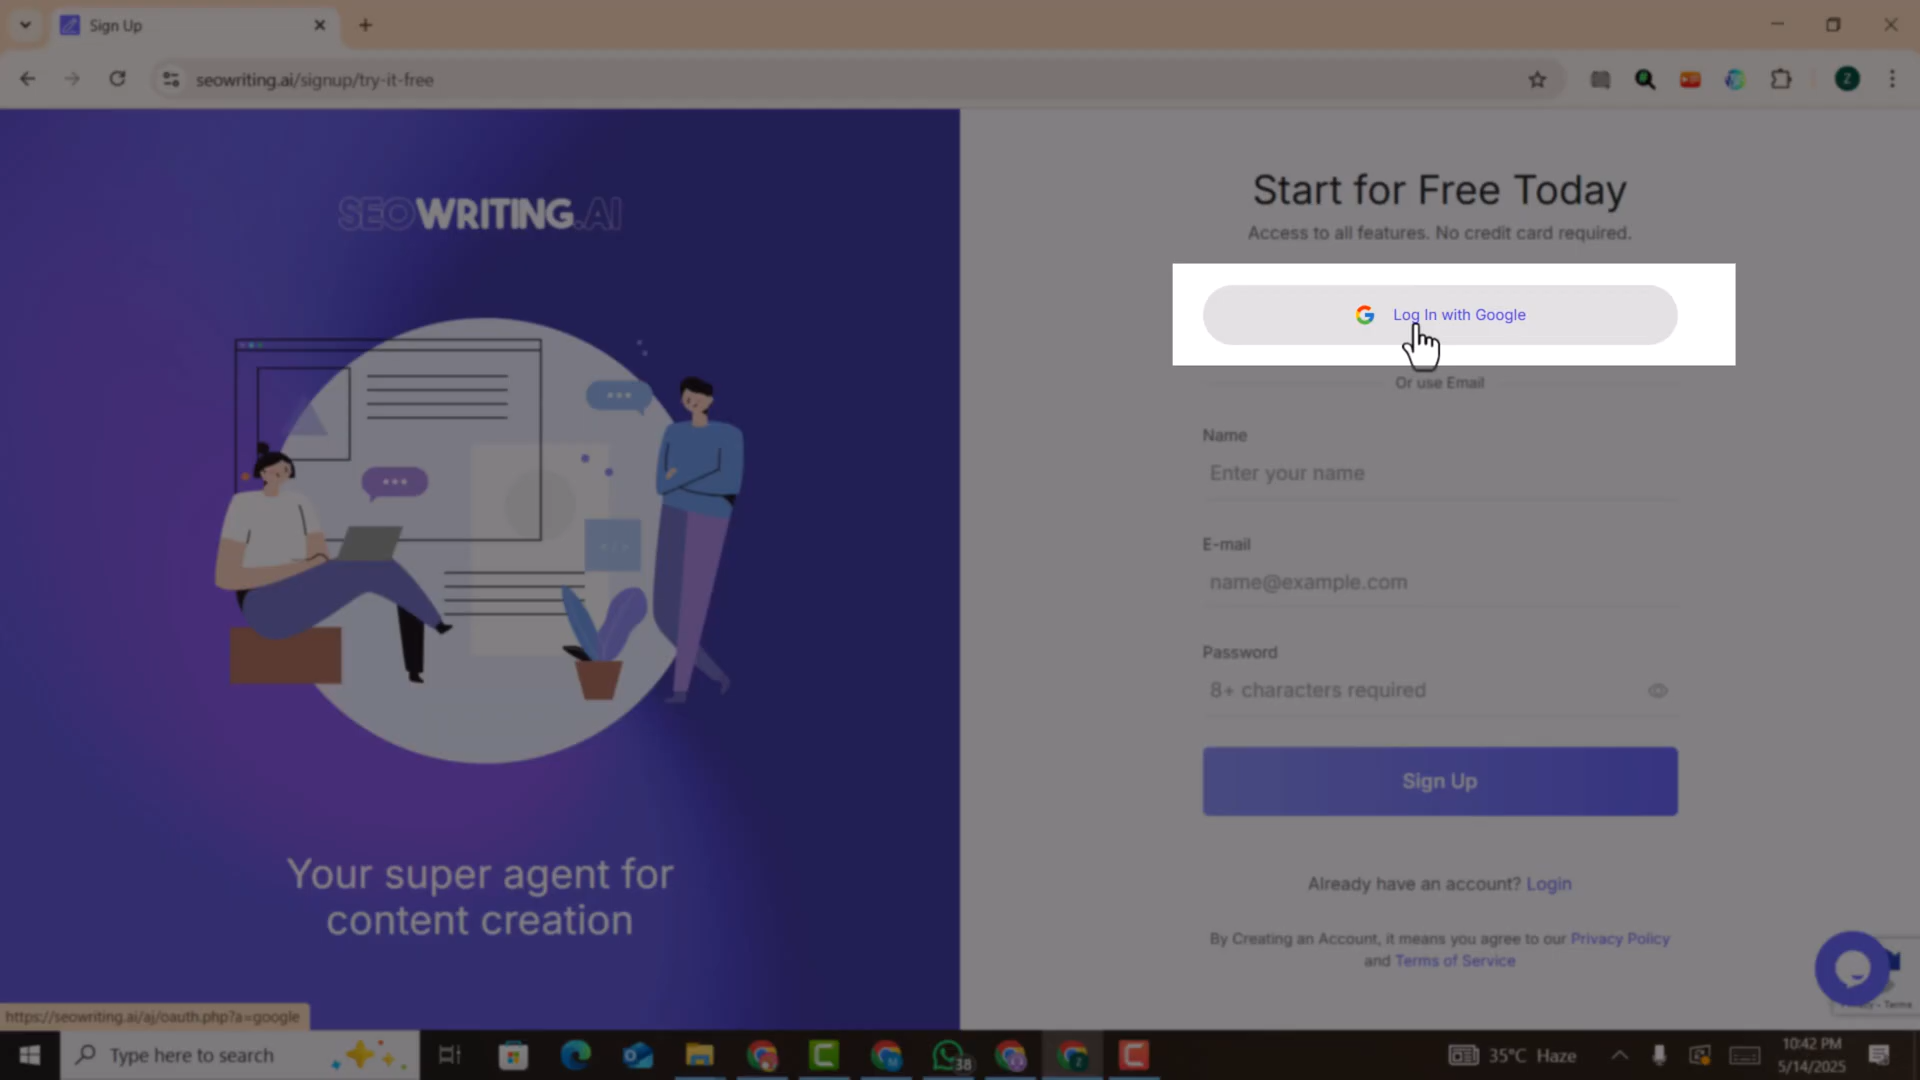 Sign Up
seowriting.ai/signup/try-it-free
Z
SEOWRITING.AI
Your super agent for
content creation
Start for Free Today
Access to all features. No credit card required.
Log In with Google
Or use Email
Name
Enter your name
E-mail
name@example.com
Password
8+ characters required
Sign Up
Already have an account? Login
By Creating an Account, it means you agree to our Privacy Policy
and Terms of Service
https://seowriting.ai/aj/oauth.php?a=google
Type here to search
38
35°C Haze
10:42 PM
5/14/2025